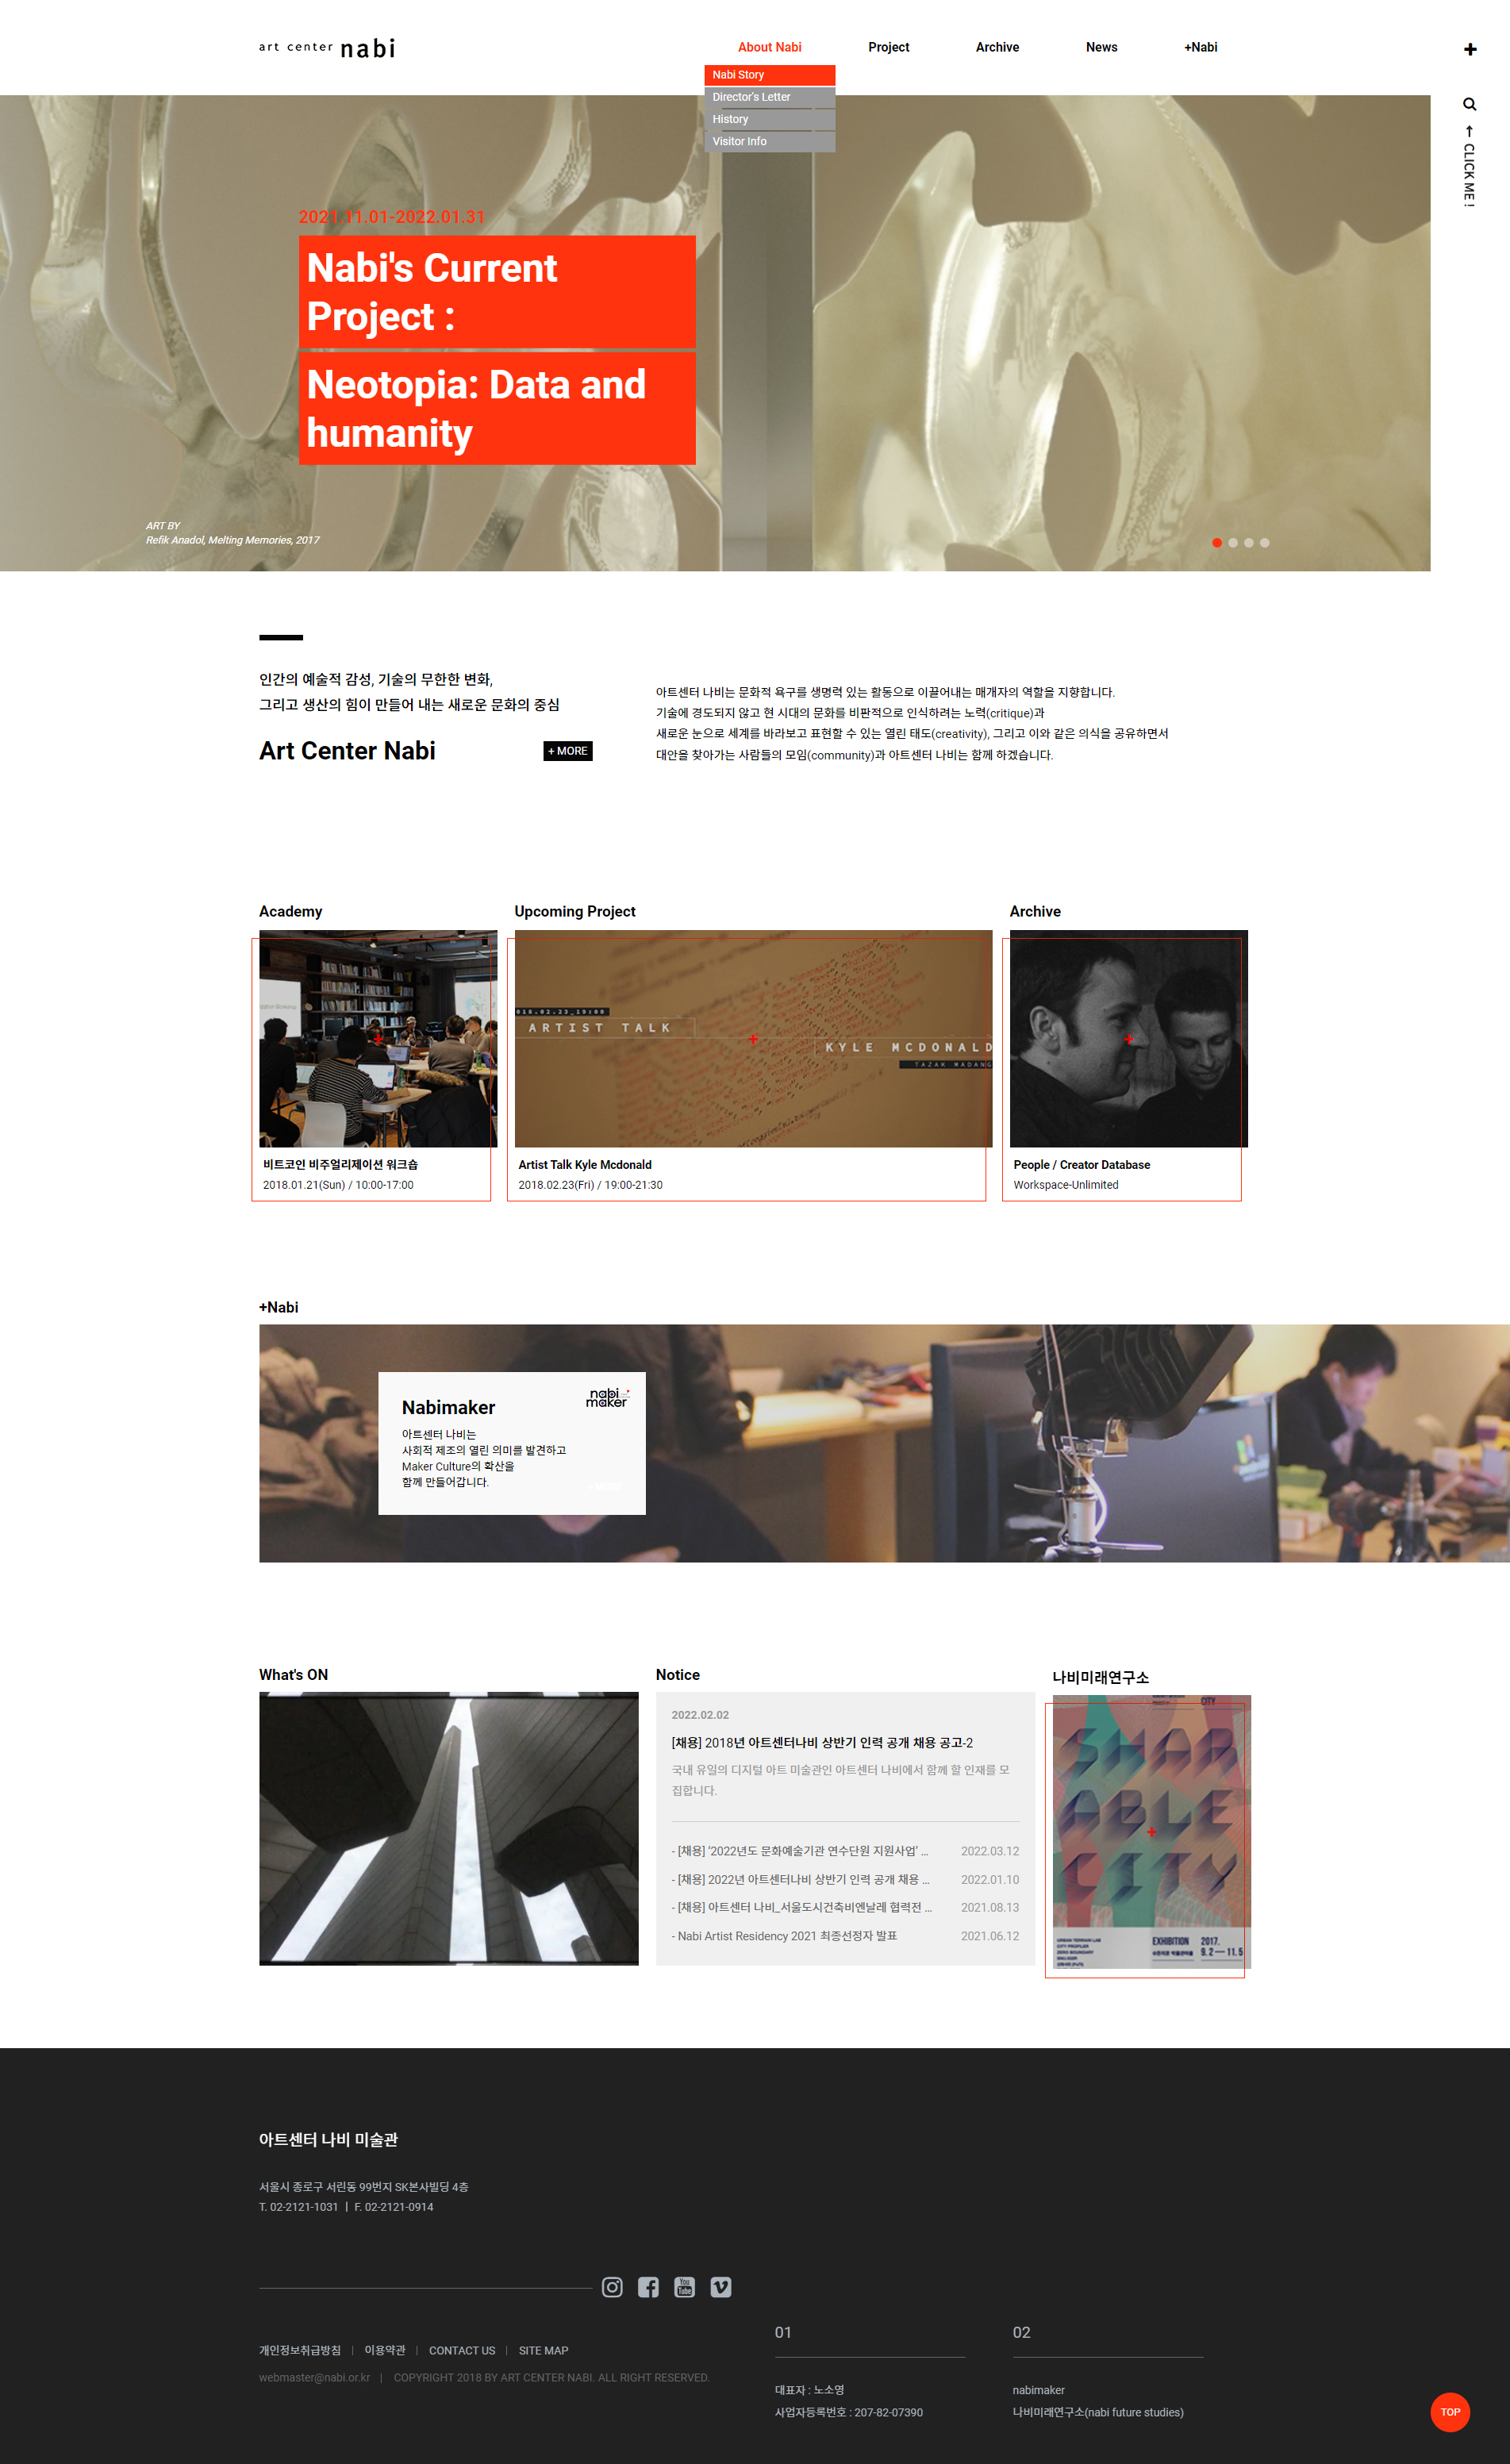 art center nabi
About Nabi
Project
Archive
News
+Nabi
Nabi Story
Director's Letter
History
Visitor Info
← CLICK ME !
2021.11.01-2022.01.31
Nabi's Current
Project :
Neotopia: Data and
humanity
ART BY
Refik Anadol, Melting Memories, 2017
인간의 예술적 감성, 기술의 무한한 변화,
그리고 생산의 힘이 만들어 내는 새로운 문화의 중심
Art Center Nabi
+ MORE
아트센터 나비는 문화적 욕구를 생명력 있는 활동으로 이끌어내는 매개자의 역할을 지향합니다.
기술에 경도되지 않고 현 시대의 문화를 비판적으로 인식하려는 노력(critique)과
새로운 눈으로 세계를 바라보고 표현할 수 있는 열린 태도(creativity), 그리고 이와 같은 의식을 공유하면서
대안을 찾아가는 사람들의 모임(community)과 아트센터 나비는 함께 하겠습니다.
Academy
비트코인 비주얼리제이션 워크숍
2018.01.21(Sun) / 10:00-17:00
Upcoming Project
018.02.23_19:00
ARTIST TALK
KYLE MCDONALD
TAZAK MADANG
Artist Talk Kyle Mcdonald
2018.02.23(Fri) / 19:00-21:30
Archive
People / Creator Database
Workspace-Unlimited
+Nabi
Nabimaker
nabi
maker
아트센터 나비는
사회적 제조의 열린 의미를 발견하고
Maker Culture의 확산을
함께 만들어갑니다.
What's ON
Notice
2022.02.02
[채용] 2018년 아트센터나비 상반기 인력 공개 채용 공고-2
국내 유일의 디지털 아트 미술관인 아트센터 나비에서 함께 할 인재를 모
집합니다.
- [채용] '2022년도 문화예술기관 연수단원 지원사업' ... 2022.03.12
- [채용] 2022년 아트센터나비 상반기 인력 공개 채용 ... 2022.01.10
- [채용] 아트센터 나비_서울도시건축비엔날레 협력전 ... 2021.08.13
- Nabi Artist Residency 2021 최종선정자 발표 2021.06.12
나비미래연구소
CITY
SHAR
ABLE
CITY
EXHIBITION
2017.
9.2—11.5
아트센터 나비 미술관
서울시 종로구 서린동 99번지 SK본사빌딩 4층
T. 02-2121-1031 | F. 02-2121-0914
You
Tube
개인정보취급방침 | 이용약관 | CONTACT US | SITE MAP
webmaster@nabi.or.kr | COPYRIGHT 2018 BY ART CENTER NABI. ALL RIGHT RESERVED.
01
대표자 : 노소영
사업자등록번호 : 207-82-07390
02
nabimaker
나비미래연구소(nabi future studies)
TOP